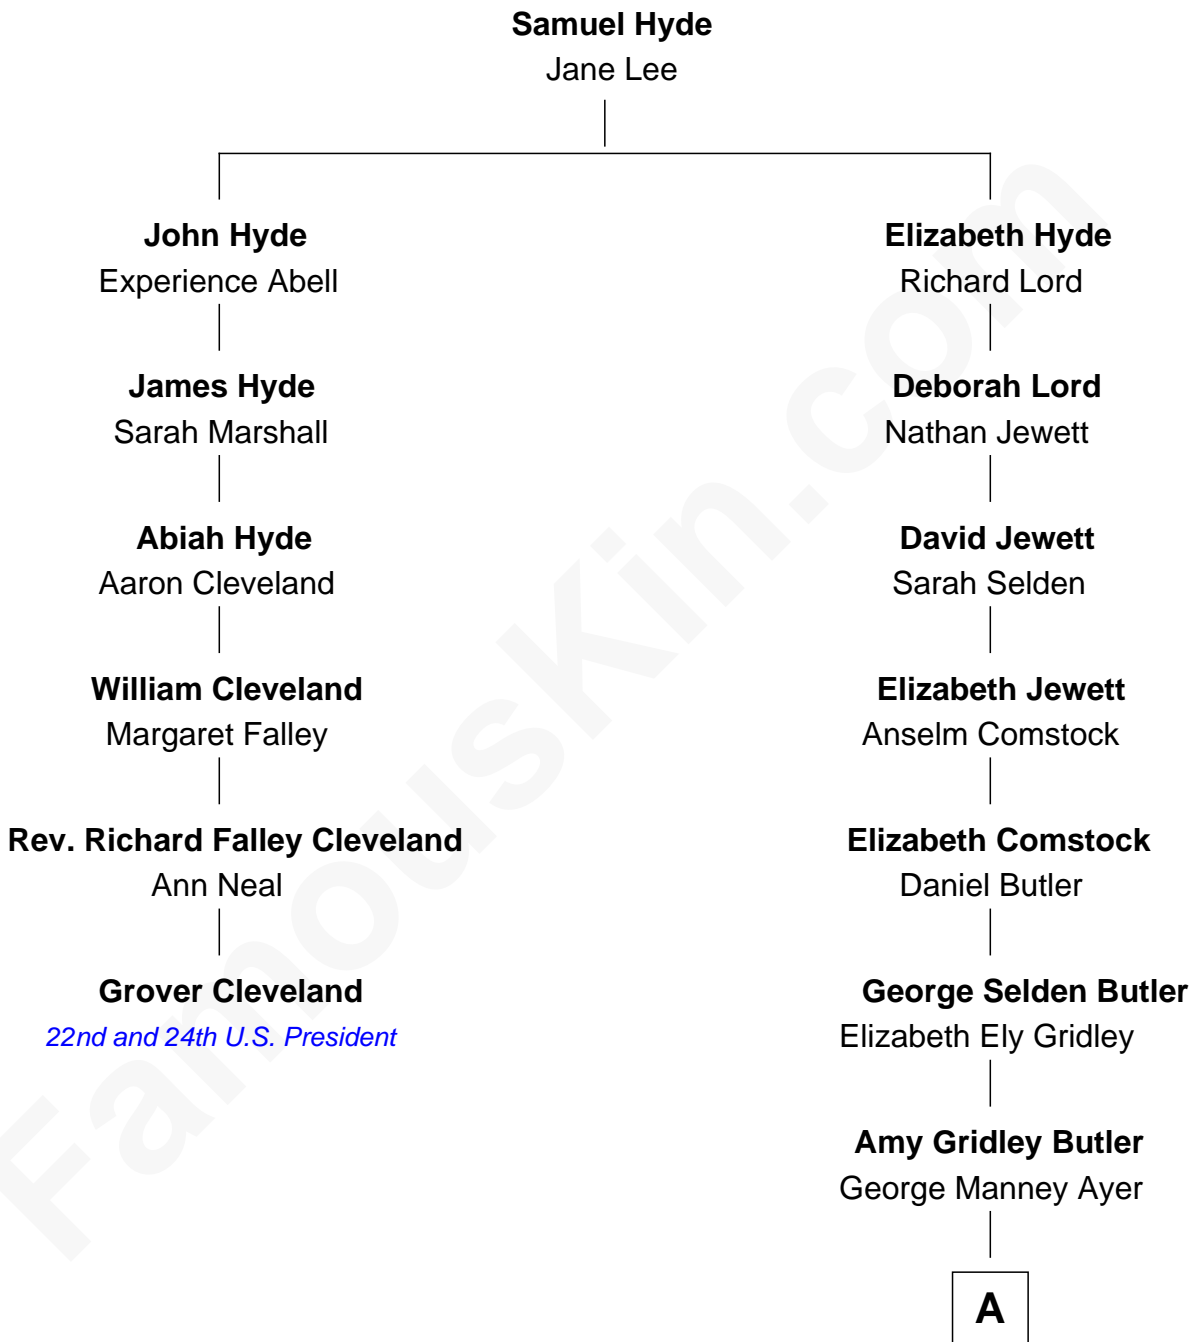 Samuel Hyde
Jane Lee
John Hyde
Experience Abell
James Hyde
Sarah Marshall
Abiah Hyde
Aaron Cleveland
William Cleveland
Margaret Falley
Rev. Richard Falley Cleveland
Ann Neal
Grover Cleveland
22nd and 24th U.S. President
Elizabeth Hyde
Richard Lord
Deborah Lord
Nathan Jewett
David Jewett
Sarah Selden
Elizabeth Jewett
Anselm Comstock
Elizabeth Comstock
Daniel Butler
George Selden Butler
Elizabeth Ely Gridley
Amy Gridley Butler
George Manney Ayer
A
FamousKin.com